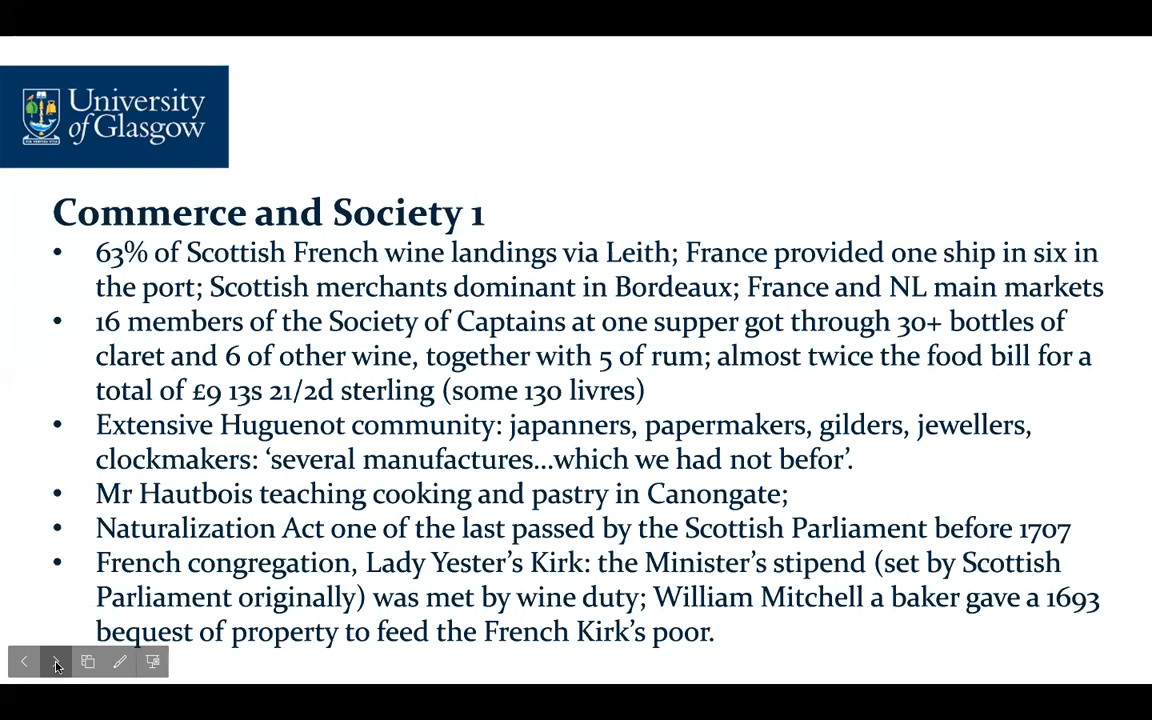 University
of Glasgow
Commerce and Society 1
• 63% of Scottish French wine landings via Leith; France provided one ship in six in
the port; Scottish merchants dominant in Bordeaux; France and NL main markets
• 16 members of the Society of Captains at one supper got through 30+ bottles of
claret and 6 of other wine, together with 5 of rum; almost twice the food bill for a
total of £9 13s 21/2d sterling (some 130 livres)
• Extensive Huguenot community: japanners, papermakers, gilders, jewellers,
clockmakers: ‘several manufactures...which we had not befor’.
• Mr Hautbois teaching cooking and pastry in Canongate;
• Naturalization Act one of the last passed by the Scottish Parliament before 1707
• French congregation, Lady Yester’s Kirk: the Minister’s stipend (set by Scottish
Parliament originally) was met by wine duty; William Mitchell a baker gave a 1693
bequest of property to feed the French Kirk’s poor.